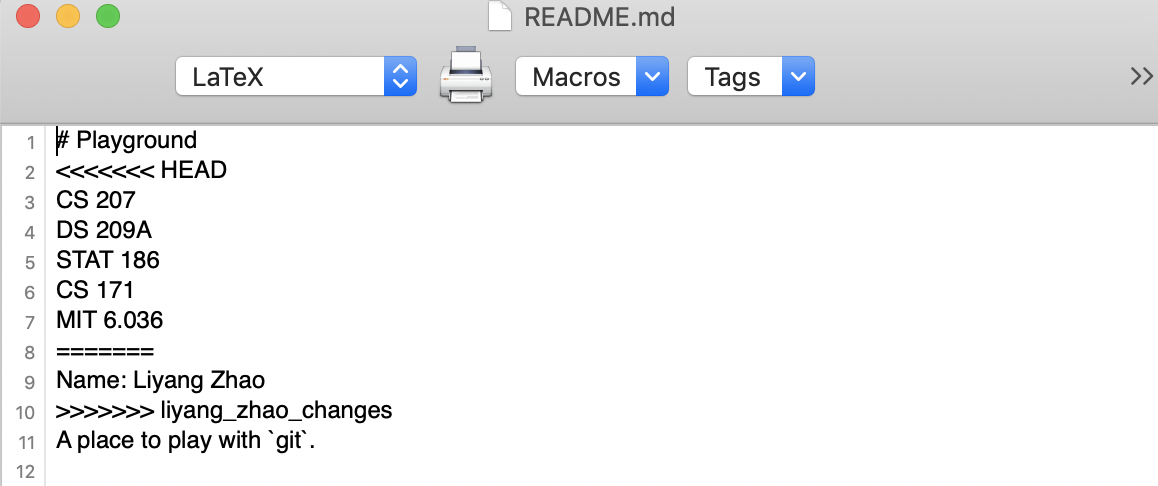 README.md
LaTeX Macros Tags
1 # Playground
2 <<<<<<< HEAD
3 CS 207
4 DS 209A
5 STAT 186
6 CS 171
7 MIT 6.036
8 =======
9 Name: Liyang Zhao
10 >>>>>>> liyang_zhao_changes
11 A place to play with `git`.
12